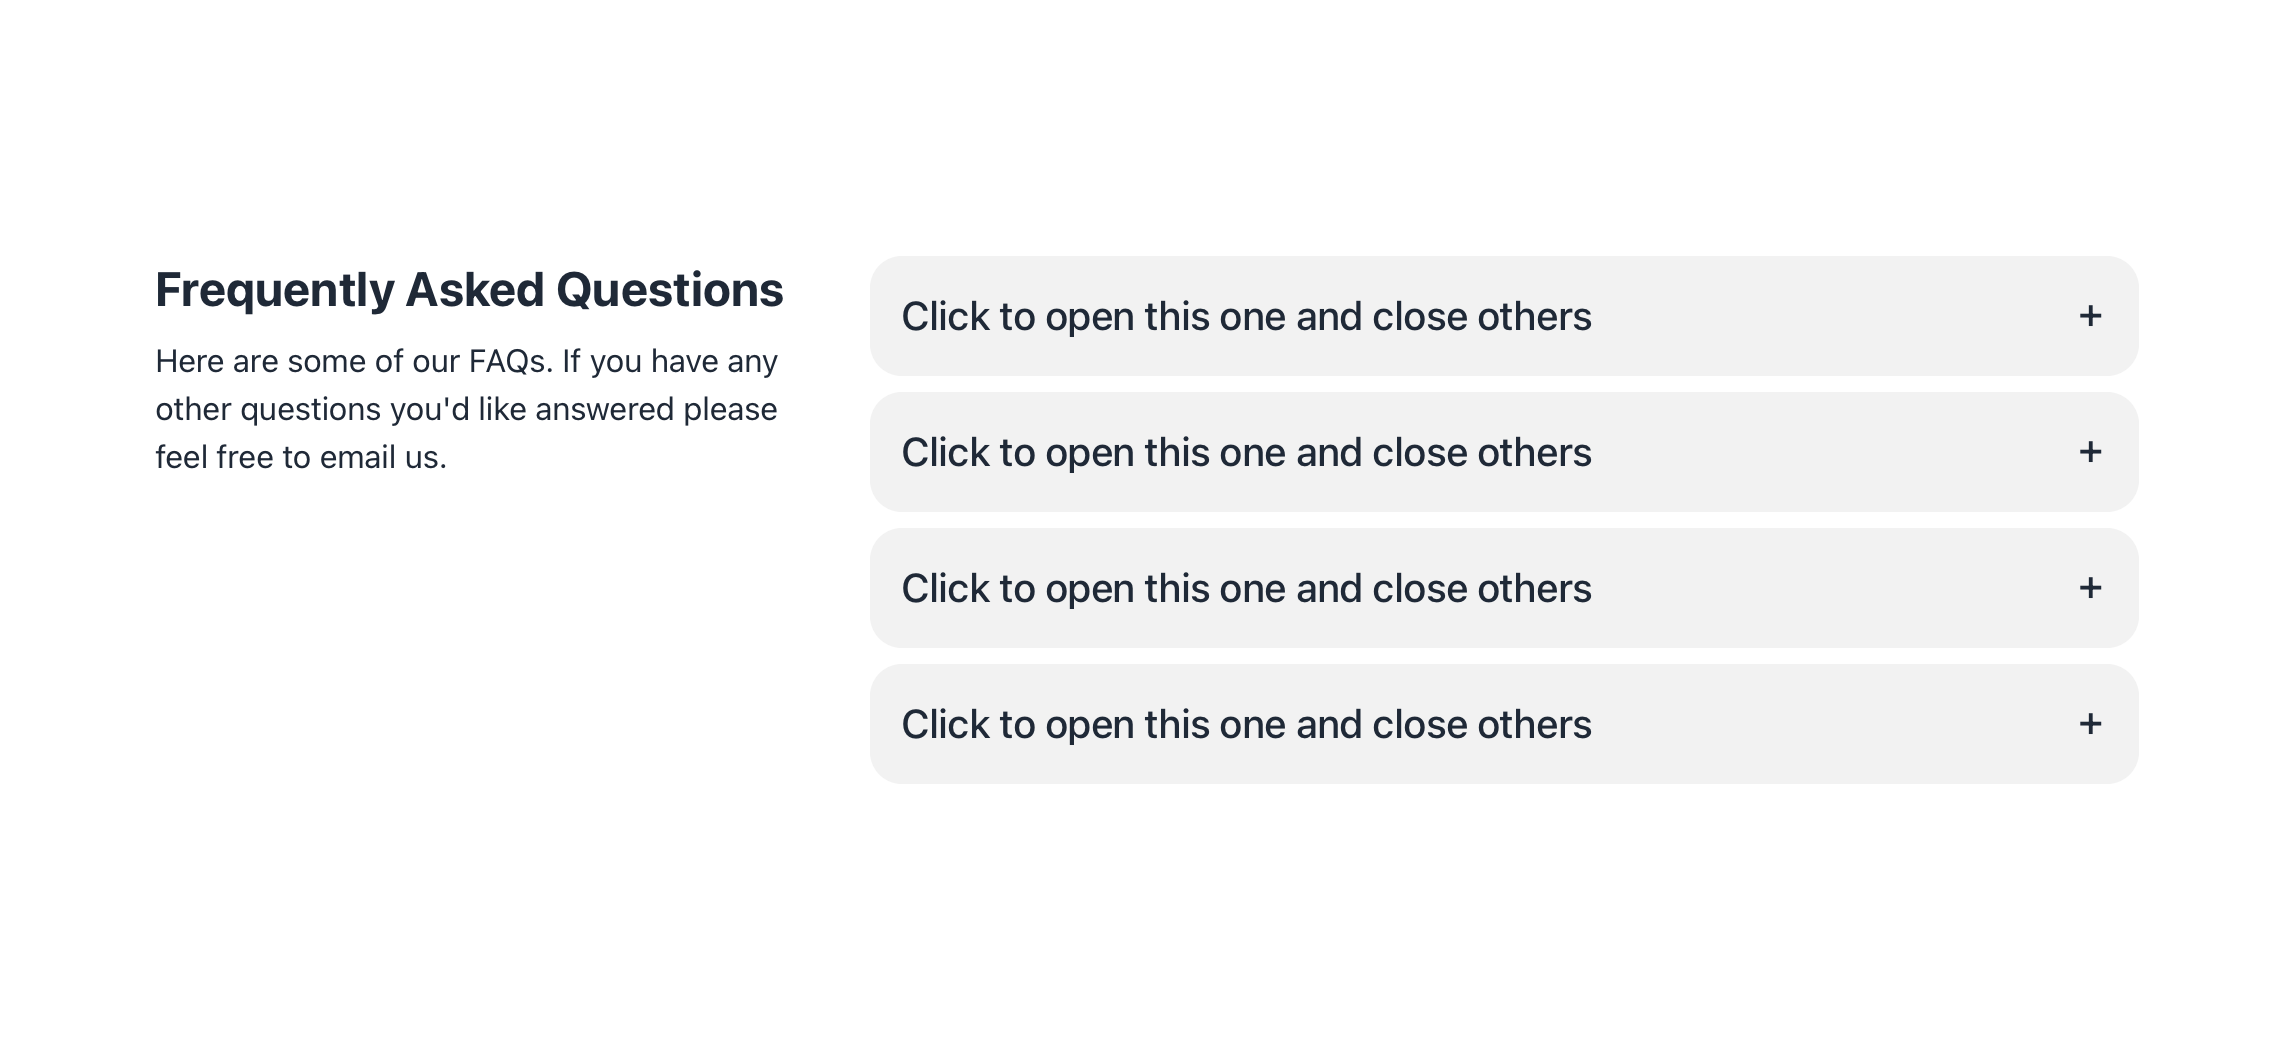 Frequently Asked Questions
Here are some of our FAQs. If you have any
other questions you'd like answered please
feel free to email us.
Click to open this one and close others +
Click to open this one and close others +
Click to open this one and close others +
Click to open this one and close others +